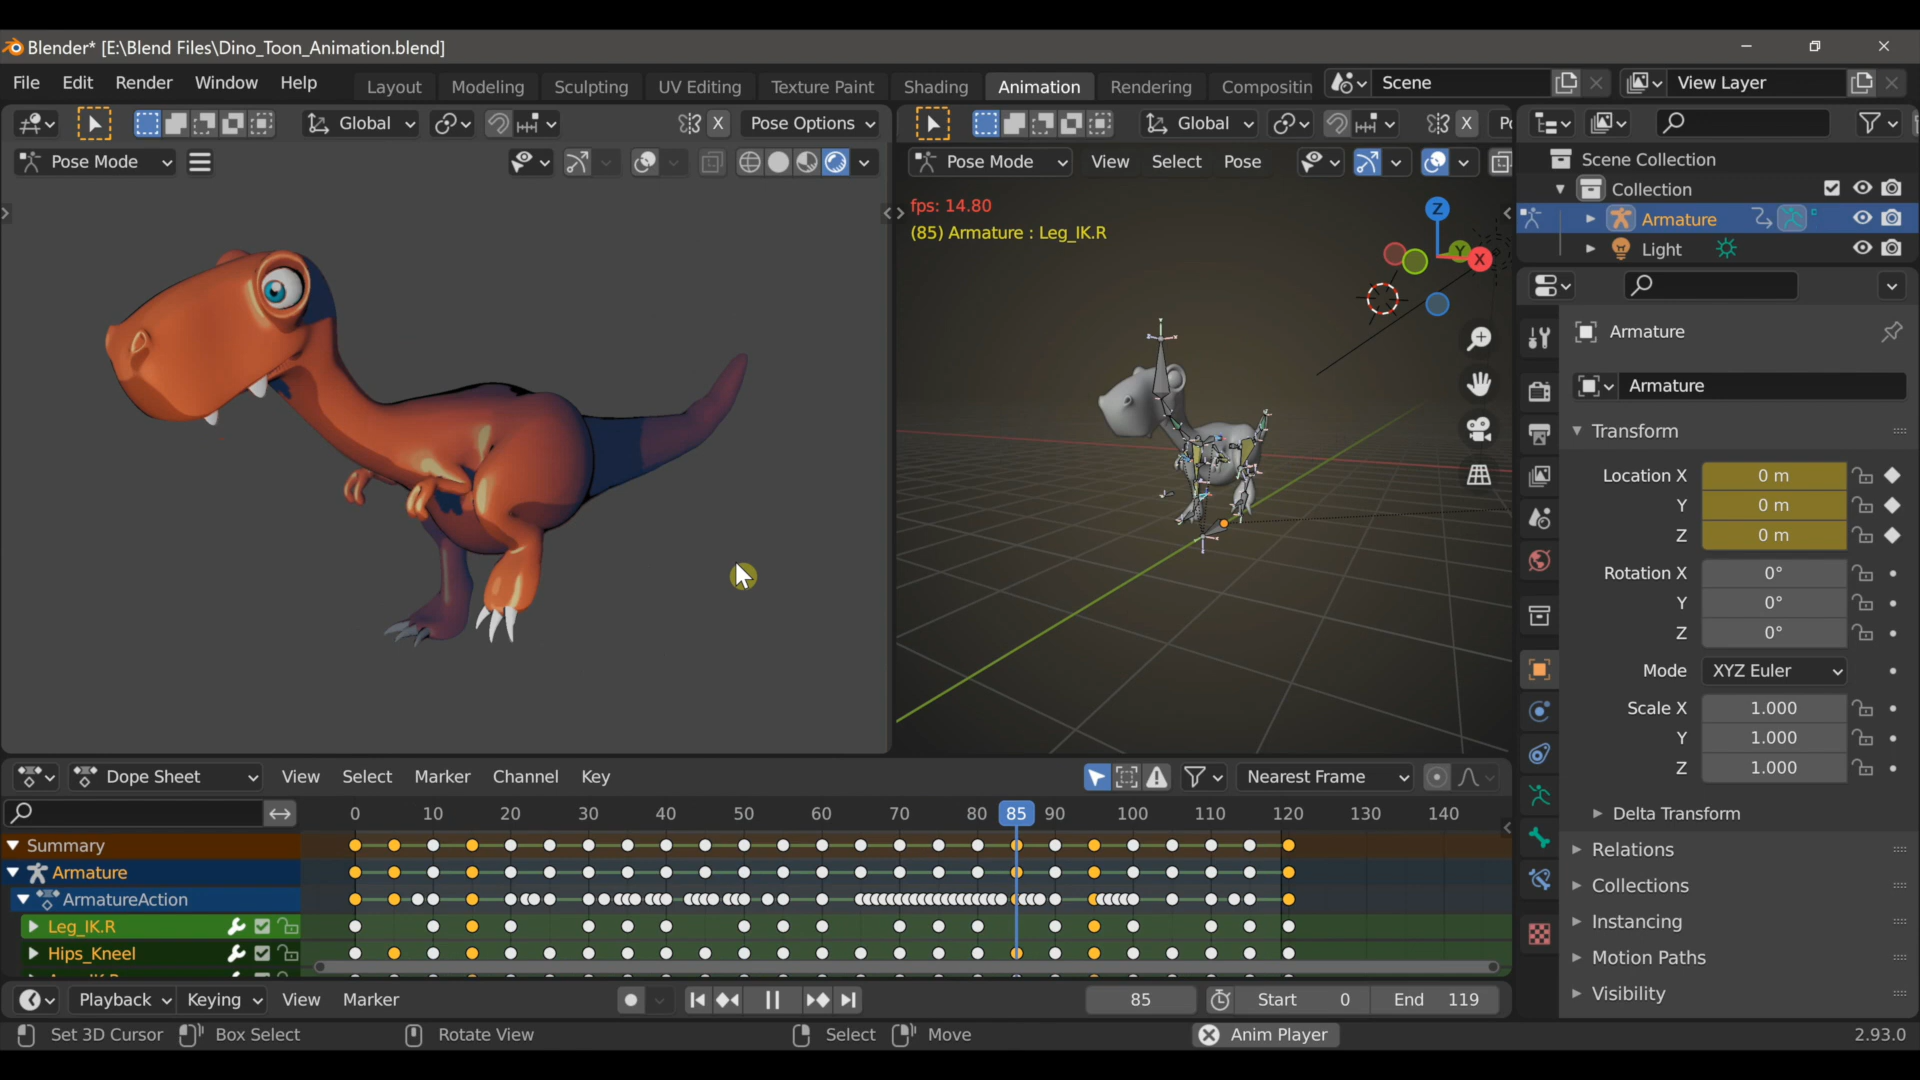 Blender* [E:\Blend Files\Dino_Toon_Animation.blend]
File Edit Render Window Help Layout Modeling Sculpting UV Editing Texture Paint Shading Animation Rendering Compositin Scene View Layer
Global X Pose Options Global X Po
Pose Mode Pose Mode View Select Pose
Scene Collection
Collection
Armature
Light
fps: 14.80
(85) Armature : Leg_IK.R
Z
Y
X
Armature
Armature
Transform
Location X 0 m
Y 0 m
Z 0 m
Rotation X 0°
Y 0°
Z 0°
Mode XYZ Euler
Scale X 1.000
Y 1.000
Z 1.000
Delta Transform
Relations
Collections
Instancing
Motion Paths
Visibility
Dope Sheet View Select Marker Channel Key Nearest Frame
0 10 20 30 40 50 60 70 80 85 90 100 110 120 130 140
Summary
Armature
ArmatureAction
Leg_IK.R
Hips_Kneel
Playback Keying View Marker 85 Start 0 End 119
Set 3D Cursor Box Select Rotate View Select Move Anim Player 2.93.0